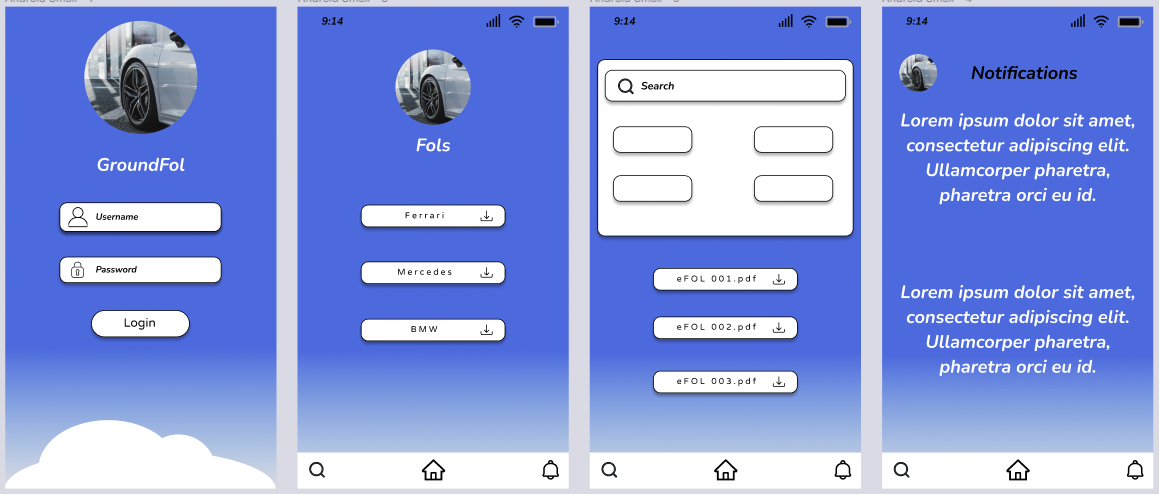 GroundFol
Username
Password
Login
9:14
Fols
Ferrari
Mercedes
BMW
9:14
Search
eFOL 001.pdf
eFOL 002.pdf
eFOL 003.pdf
9:14
Notifications
Lorem ipsum dolor sit amet,
consectetur adipiscing elit.
Ullamcorper pharetra,
pharetra orci eu id.
Lorem ipsum dolor sit amet,
consectetur adipiscing elit.
Ullamcorper pharetra,
pharetra orci eu id.